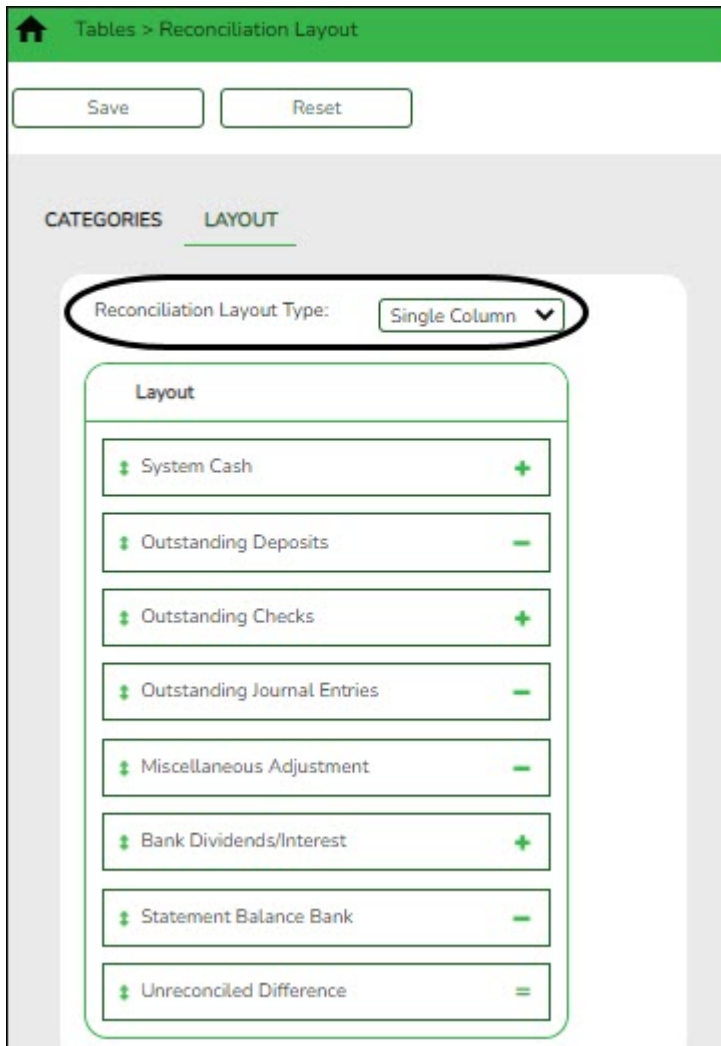 Tables > Reconciliation Layout
Save Reset
CATEGORIES LAYOUT
Reconciliation Layout Type: Single Column
Layout
System Cash +
Outstanding Deposits −
Outstanding Checks +
Outstanding Journal Entries −
Miscellaneous Adjustment −
Bank Dividends/Interest +
Statement Balance Bank −
Unreconciled Difference =